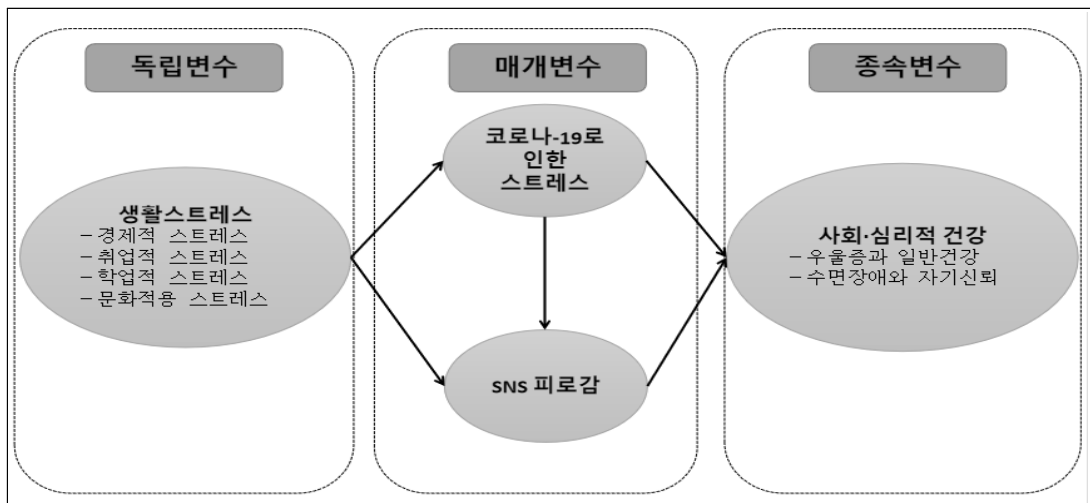 독립변수
생활스트레스
– 경제적 스트레스
– 취업적 스트레스
– 학업적 스트레스
– 문화적용 스트레스
매개변수
코로나-19로
인한
스트레스
SNS 피로감
종속변수
사회·심리적 건강
– 우울증과 일반건강
– 수면장애와 자기신뢰